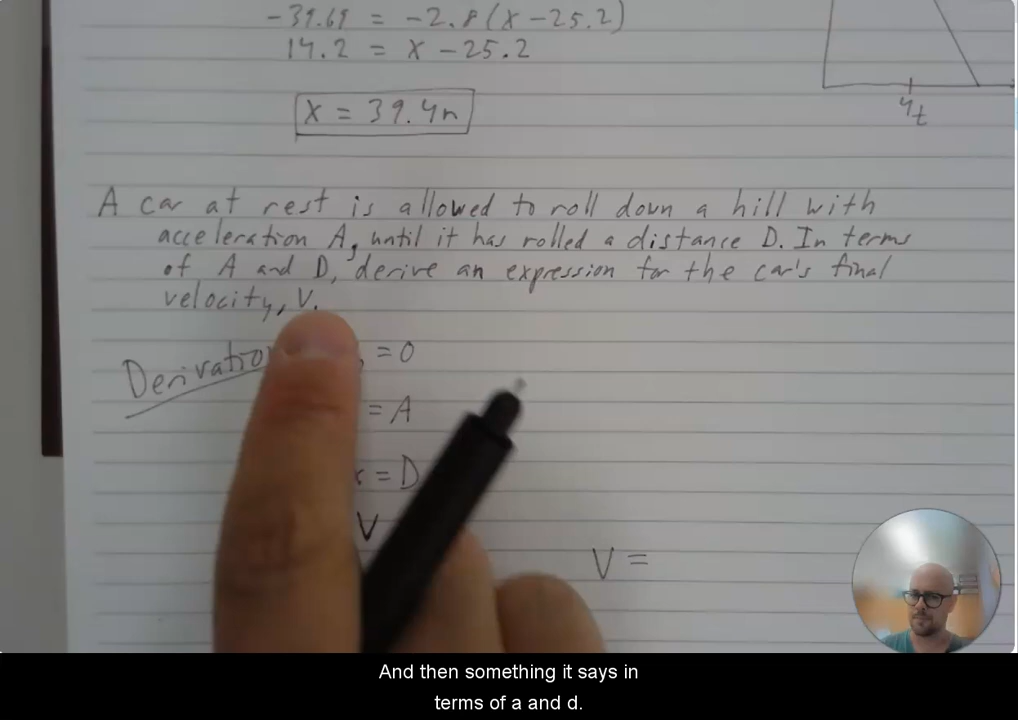 -39.69 = -2.8(x-25.2)
14.2 = x - 25.2
x = 39.4m
4 t
A car at rest is allowed to roll down a hill with
acceleration A, until it has rolled a distance D. In terms
of A and D, derive an expression for the car's final
velocity, V.
Derivation = 0
= A
x = D
V
V =
And then something it says in
terms of a and d.